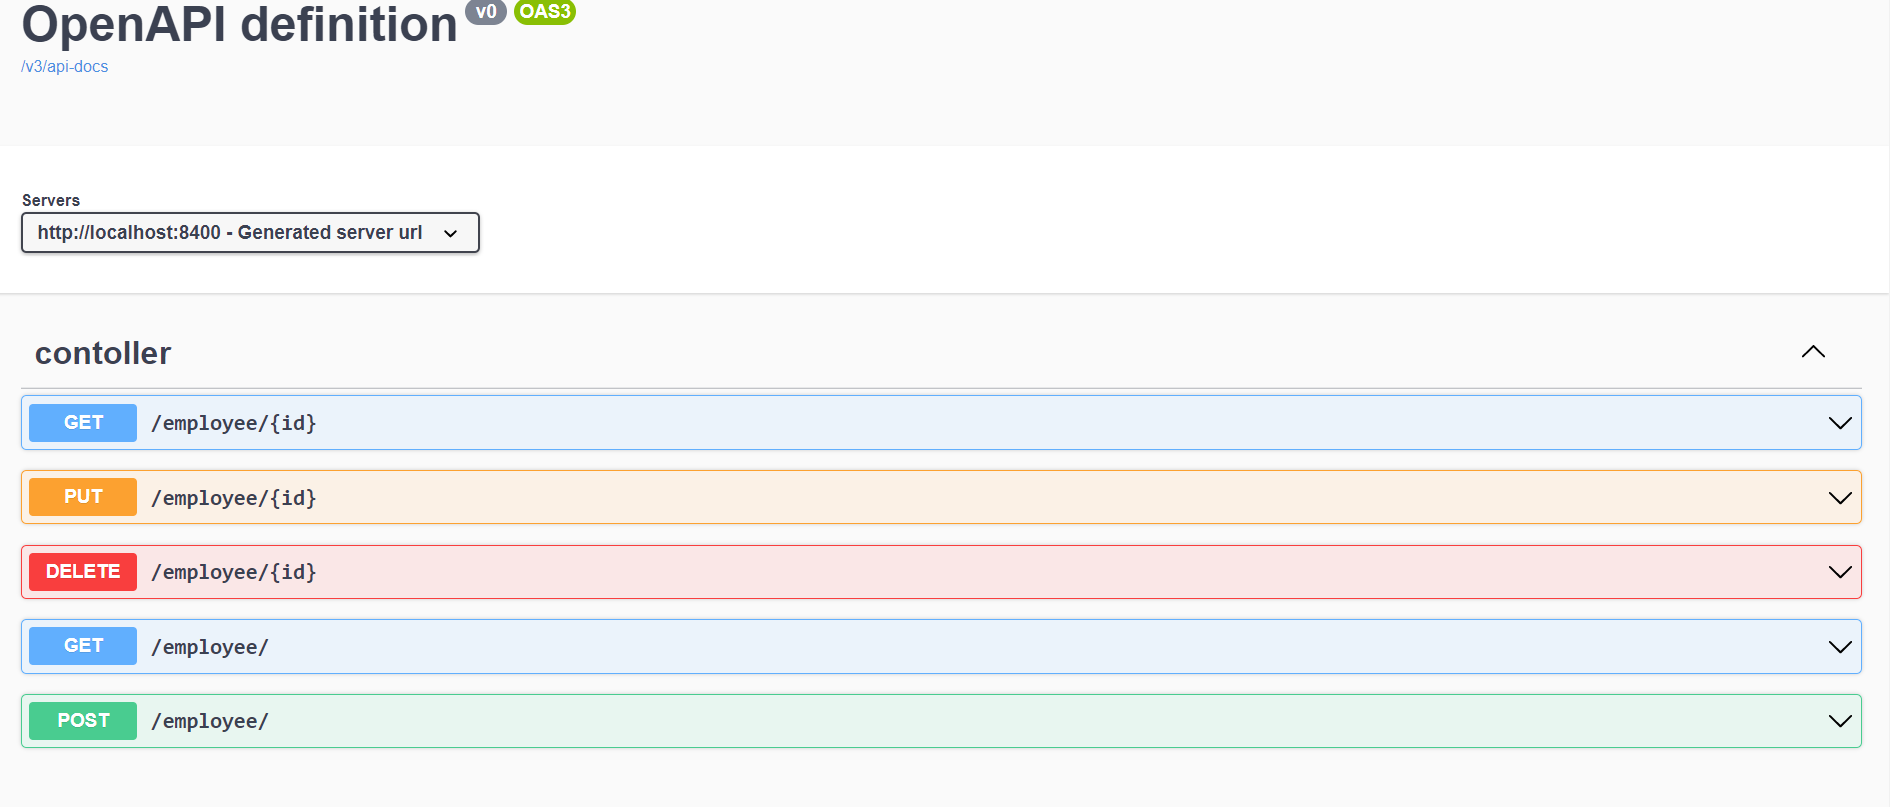 OpenAPI definition v0 OAS3
/v3/api-docs
Servers
http://localhost:8400 - Generated server url
contoller
GET /employee/{id}
PUT /employee/{id}
DELETE /employee/{id}
GET /employee/
POST /employee/